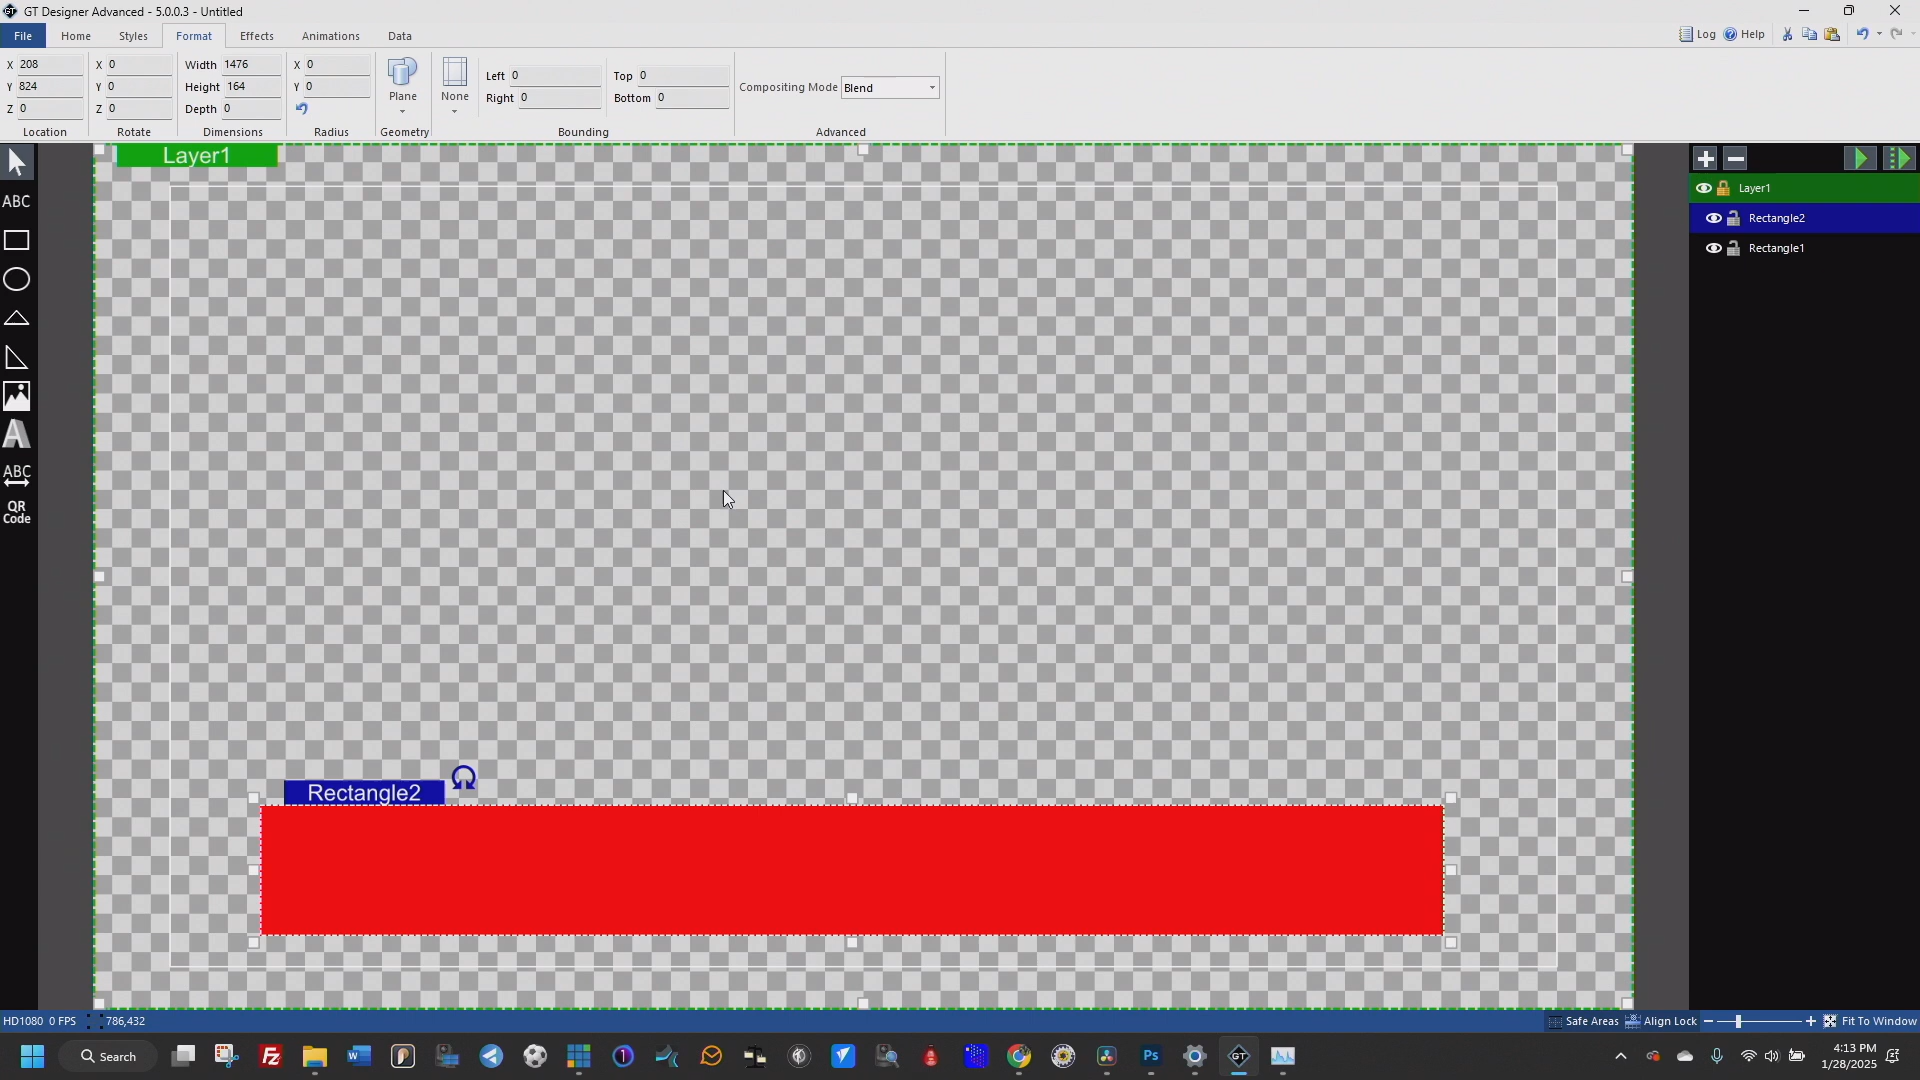 GT Designer Advanced - 5.0.0.3 - Untitled
File Home Styles Format Effects Animations Data Log Help
X 208 X 0 Width 1476 X 0 Left 0 Top 0
Y 824 Y 0 Height 164 Y 0 Plane None Right 0 Bottom 0 Compositing Mode Blend
Z 0 Z 0 Depth 0
Location Rotate Dimensions Radius Geometry Bounding Advanced
Layer1
ABC
ABC
QR
Code
Layer1
Rectangle2
Rectangle1
Rectangle2
HD1080 0 FPS 786,432 Safe Areas Align Lock Fit To Window
Search Ps GT 4:13 PM
1/28/2025